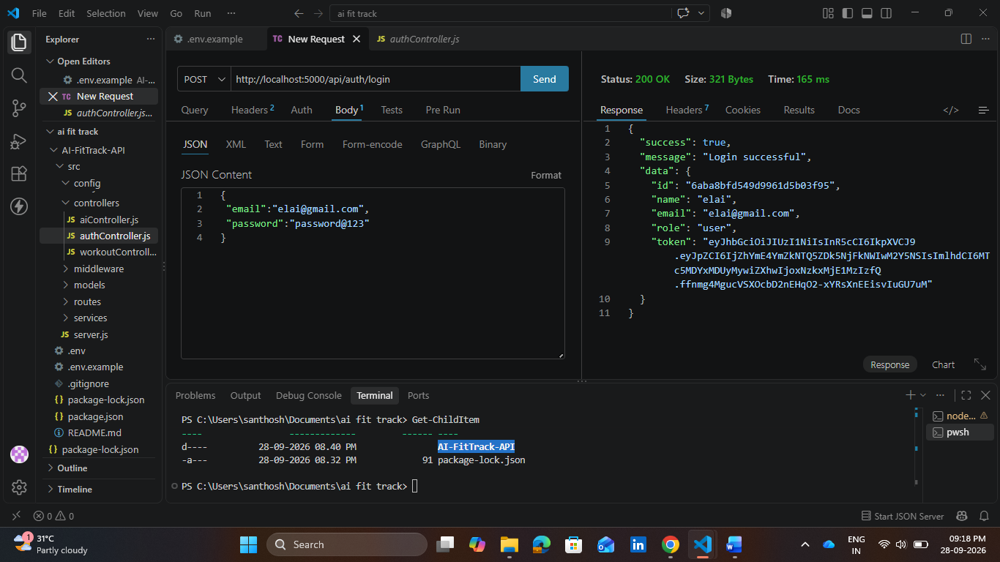 File Edit Selection View Go Run ··· ai fit track
Explorer ···
Open Editors
.env.example AI-...
TC New Request
JS authController.js...
ai fit track
AI-FitTrack-API
src
config
controllers
JS aiController.js
JS authController.js
JS workoutControll...
middleware
models
routes
services
JS server.js
.env
.env.example
.gitignore
{} package-lock.json
{} package.json
README.md
{} package-lock.json
Outline
Timeline
.env.example TC New Request JS authController.js
POST http://localhost:5000/api/auth/login Send
Query Headers 2 Auth Body 1 Tests Pre Run
JSON XML Text Form Form-encode GraphQL Binary
JSON Content Format
1 {
2 "email":"elai@gmail.com",
3 "password":"password@123"
4 }
Status: 200 OK Size: 321 Bytes Time: 165 ms
Response Headers 7 Cookies Results Docs </>
1 {
2 "success": true,
3 "message": "Login successful",
4 "data": {
5 "id": "6aba8bfd549d9961d5b03f95",
6 "name": "elai",
7 "email": "elai@gmail.com",
8 "role": "user",
9 "token": "eyJhbGciOiJIUzI1NiIsInR5cCI6IkpXVCJ9
.eyJpZCI6IjZhYmE4YmZkNTQ5ZDk5NjFkNWIwM2Y5NSIsImlhdCI6MT
c5MDYxMDUyMywiZXhwIjoxNzkxMjE1MzIzfQ
.ffnmg4MgucVSXOcbD2nEHqO2-xYRsXnEEisvIuGU7uM"
10 }
11 }
Response Chart
Problems Output Debug Console Terminal Ports
PS C:\Users\santhosh\Documents\ai fit track> Get-ChildItem
---- ------------- ------ ----
d---- 28-09-2026 08.40 PM AI-FitTrack-API
-a--- 28-09-2026 08.32 PM 91 package-lock.json
PS C:\Users\santhosh\Documents\ai fit track>
node...
pwsh
0 0 Start JSON Server
1 31°C
Partly cloudy
Search
ENG
IN
09:18 PM
28-09-2026